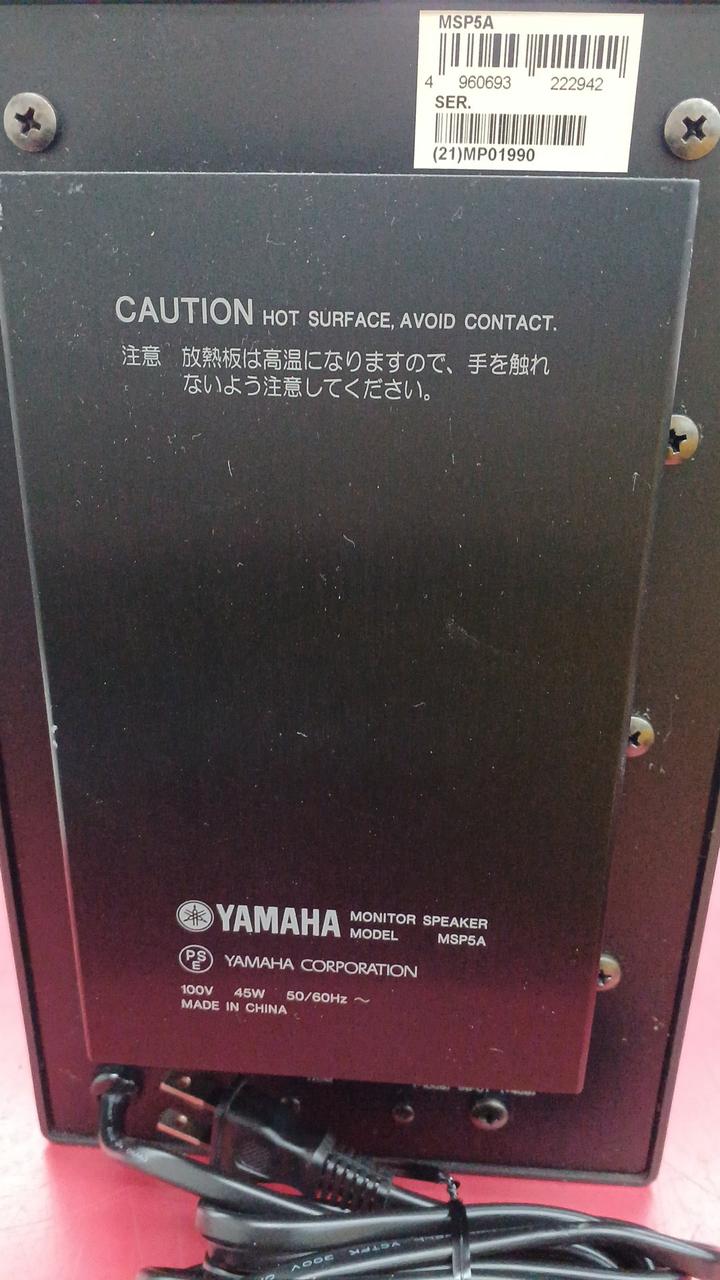 MSP5A
4 960693 222942
SER.
(21)MP01990
CAUTION HOT SURFACE, AVOID CONTACT.
注意 放熱板は高温になりますので、手を触れ
ないよう注意してください。
YAMAHA MONITOR SPEAKER
MODEL MSP5A
PSE YAMAHA CORPORATION
100V 45W 50/60Hz ～
MADE IN CHINA
VCTFK 300V